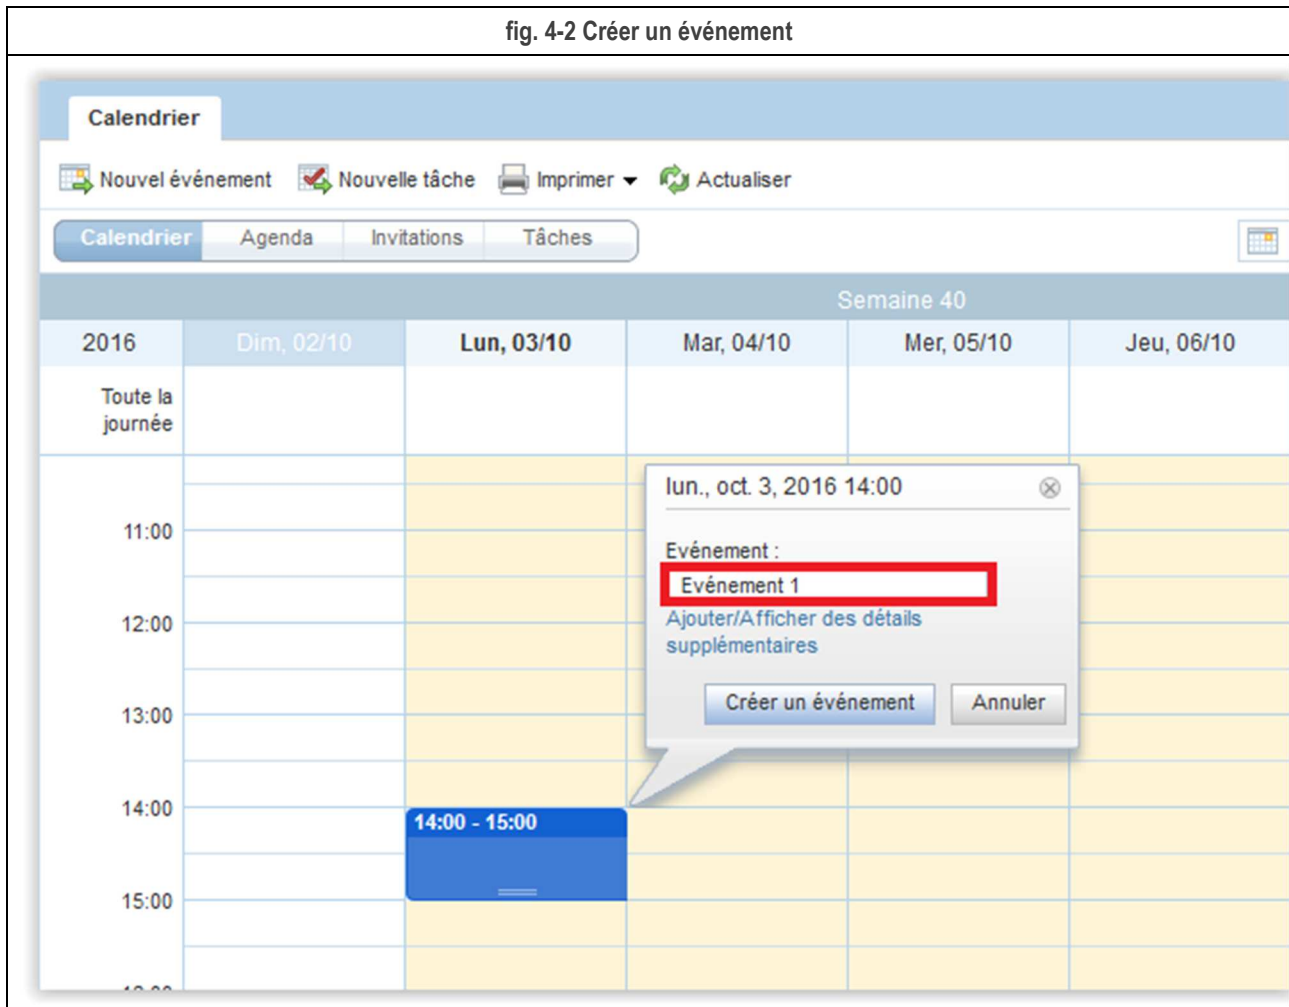 fig. 4-2 Créer un événement
Calendrier
Nouvel événement Nouvelle tâche Imprimer Actualiser
Calendrier Agenda Invitations Tâches
Semaine 40
2016 Dim, 02/10 Lun, 03/10 Mar, 04/10 Mer, 05/10 Jeu, 06/10
Toute la
journée
lun., oct. 3, 2016 14:00
11:00
Evénement :
Evénement 1
12:00
Ajouter/Afficher des détails
supplémentaires
Créer un événement Annuler
13:00
14:00
14:00 - 15:00
15:00